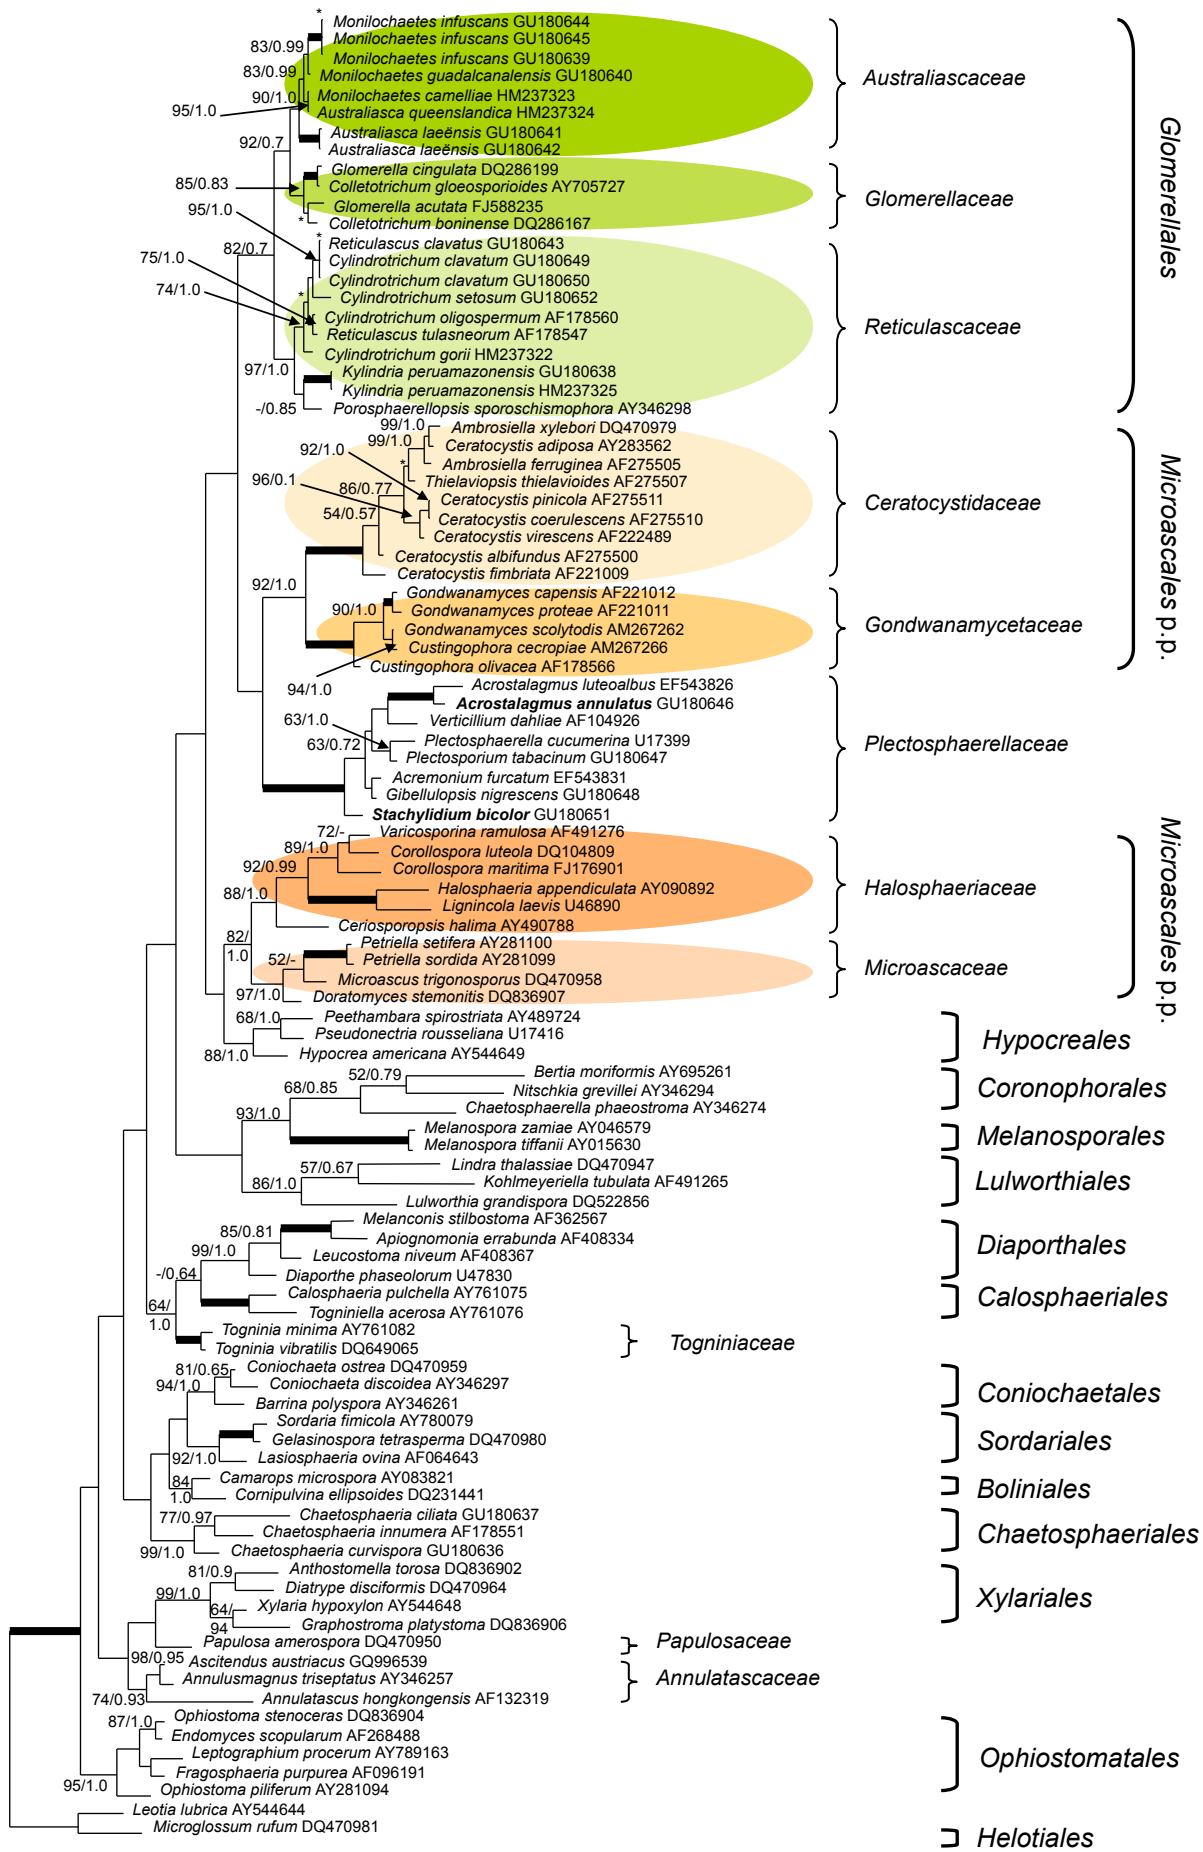 *
Monilochaetes infuscans GU180644
Monilochaetes infuscans GU180645
83/0.99
Monilochaetes infuscans GU180639
83/0.99
Monilochaetes guadalcanalensis GU180640
Australiascaceae
90/1.0
Monilochaetes camelliae HM237323
95/1.0
Australiasca queenslandica HM237324
Australiasca laeënsis GU180641
92/0.7
Australiasca laeënsis GU180642
Glomerellales
Glomerella cingulata DQ286199
85/0.83
Colletotrichum gloeosporioides AY705727
Glomerellaceae
Glomerella acutata FJ588235
95/1.0
*
Colletotrichum boninense DQ286167
*
Reticulascus clavatus GU180643
82/0.7
75/1.0
Cylindrotrichum clavatum GU180649
Cylindrotrichum clavatum GU180650
74/1.0
*
Cylindrotrichum setosum GU180652
Cylindrotrichum oligospermum AF178560
Reticulascaceae
Reticulascus tulasneorum AF178547
Cylindrotrichum gorii HM237322
97/1.0
Kylindria peruamazonensis GU180638
Kylindria peruamazonensis HM237325
-/0.85
Porosphaerellopsis sporoschismophora AY346298
99/1.0
Ambrosiella xylebori DQ470979
99/1.0
Ceratocystis adiposa AY283562
92/1.0
*
Ambrosiella ferruginea AF275505
96/0.1
Thielaviopsis thielavioides AF275507
86/0.77
Ceratocystis pinicola AF275511
Ceratocystidaceae
54/0.57
Ceratocystis coerulescens AF275510
Ceratocystis virescens AF222489
Ceratocystis albifundus AF275500
Microascales p.p.
Ceratocystis fimbriata AF221009
92/1.0
Gondwanamyces capensis AF221012
90/1.0
Gondwanamyces proteae AF221011
Gondwanamyces scolytodis AM267262
Gondwanamycetaceae
Custingophora cecropiae AM267266
Custingophora olivacea AF178566
94/1.0
Acrostalagmus luteoalbus EF543826
Acrostalagmus annulatus GU180646
63/1.0
Verticillium dahliae AF104926
63/0.72
Plectosphaerella cucumerina U17399
Plectosphaerellaceae
Plectosporium tabacinum GU180647
Acremonium furcatum EF543831
Gibellulopsis nigrescens GU180648
Stachylidium bicolor GU180651
72/-
Varicosporina ramulosa AF491276
89/1.0
Corollospora luteola DQ104809
92/0.99
Corollospora maritima FJ176901
88/1.0
Halosphaeria appendiculata AY090892
Halosphaeriaceae
Lignincola laevis U46890
Ceriosporopsis halima AY490788
Microascales p.p.
82/
1.0
Petriella setifera AY281100
52/-
Petriella sordida AY281099
Microascaceae
Microascus trigonosporus DQ470958
97/1.0
Doratomyces stemonitis DQ836907
68/1.0
Peethambara spirostriata AY489724
Pseudonectria rousseliana U17416
Hypocreales
88/1.0
Hypocrea americana AY544649
52/0.79
Bertia moriformis AY695261
68/0.85
Nitschkia grevillei AY346294
Coronophorales
93/1.0
Chaetosphaerella phaeostroma AY346274
Melanospora zamiae AY046579
Melanosporales
Melanospora tiffanii AY015630
57/0.67
Lindra thalassiae DQ470947
86/1.0
Kohlmeyeriella tubulata AF491265
Lulworthiales
Lulworthia grandispora DQ522856
85/0.81
Melanconis stilbostoma AF362567
Apiognomonia errabunda AF408334
99/1.0
Leucostoma niveum AF408367
Diaporthales
-/0.64
Diaporthe phaseolorum U47830
Calosphaeria pulchella AY761075
64/
1.0
Togniniella acerosa AY761076
Calosphaeriales
Togninia minima AY761082
Togninia vibratilis DQ649065
Togniniaceae
81/0.65
Coniochaeta ostrea DQ470959
94/1.0
Coniochaeta discoidea AY346297
Coniochaetales
Barrina polyspora AY346261
Sordaria fimicola AY780079
Gelasinospora tetrasperma DQ470980
Sordariales
92/1.0
Lasiosphaeria ovina AF064643
84
1.0
Camarops microspora AY083821
Boliniales
Cornipulvina ellipsoides DQ231441
77/0.97
Chaetosphaeria ciliata GU180637
Chaetosphaeria innumera AF178551
Chaetosphaeriales
99/1.0
Chaetosphaeria curvispora GU180636
81/0.9
Anthostomella torosa DQ836902
99/1.0
Diatrype disciformis DQ470964
64/
94
Xylaria hypoxylon AY544648
Xylariales
Graphostroma platystoma DQ836906
Papulosa amerospora DQ470950
Papulosaceae
98/0.95
Ascitendus austriacus GQ996539
Annulusmagnus triseptatus AY346257
Annulatascaceae
74/0.93
Annulatascus hongkongensis AF132319
87/1.0
Ophiostoma stenoceras DQ836904
Endomyces scopularum AF268488
Leptographium procerum AY789163
Ophiostomatales
Fragosphaeria purpurea AF096191
95/1.0
Ophiostoma piliferum AY281094
Leotia lubrica AY544644
Microglossum rufum DQ470981
Helotiales